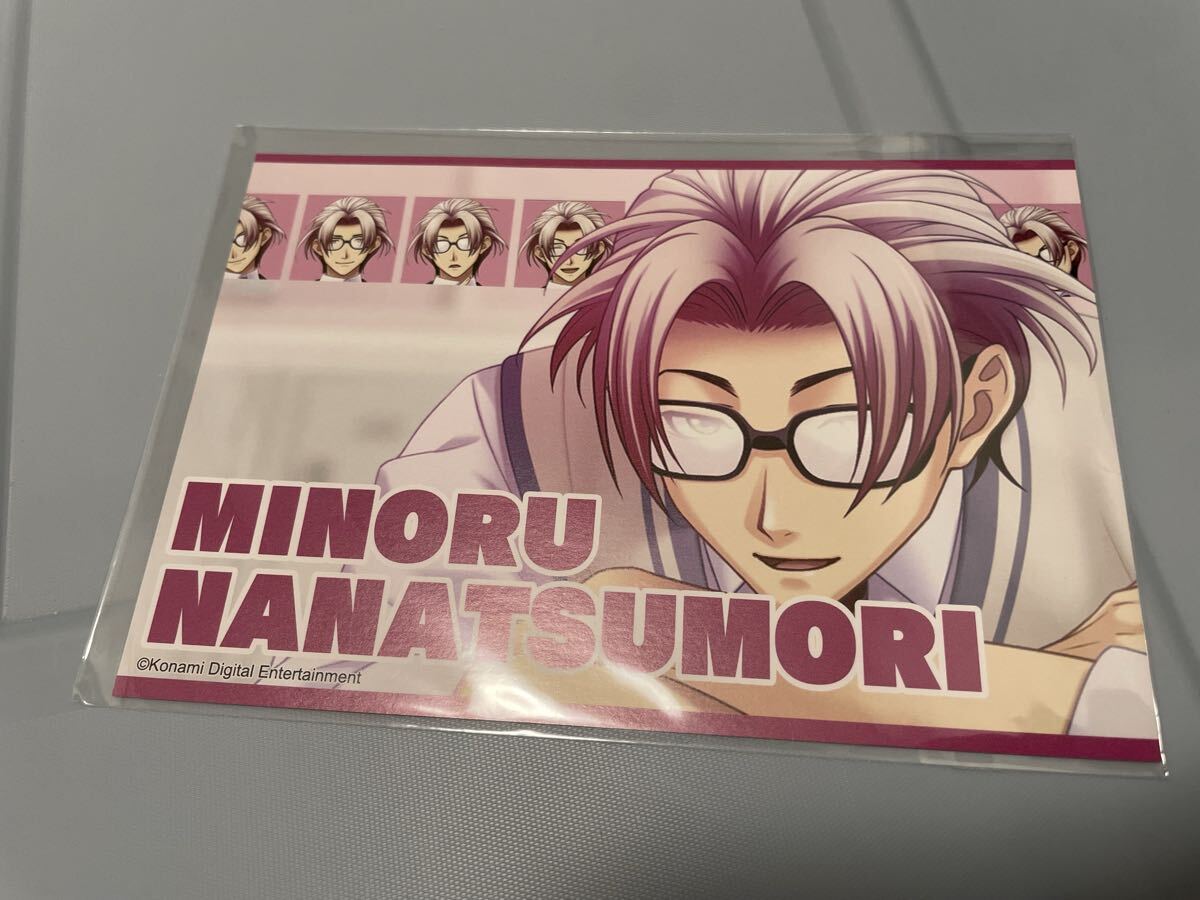 MINORU
NANATSUMORI
©Konami Digital Entertainment